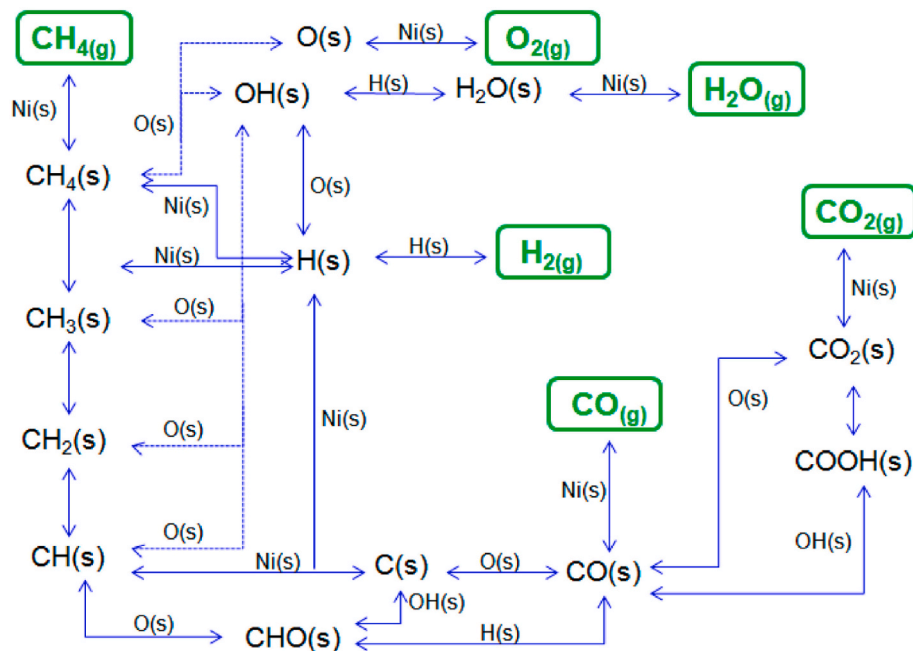 CH4(g)
O(s)
Ni(s)
O2(g)
Ni(s)
O(s)
OH(s)
H(s)
H2O(s)
Ni(s)
H2O(g)
CH4(s)
Ni(s)
O(s)
CO2(g)
Ni(s)
H(s)
H(s)
H2(g)
Ni(s)
CH3(s)
O(s)
CO2(s)
Ni(s)
CO(g)
O(s)
CH2(s)
O(s)
COOH(s)
Ni(s)
O(s)
OH(s)
CH(s)
Ni(s)
C(s)
O(s)
CO(s)
OH(s)
O(s)
CHO(s)
H(s)